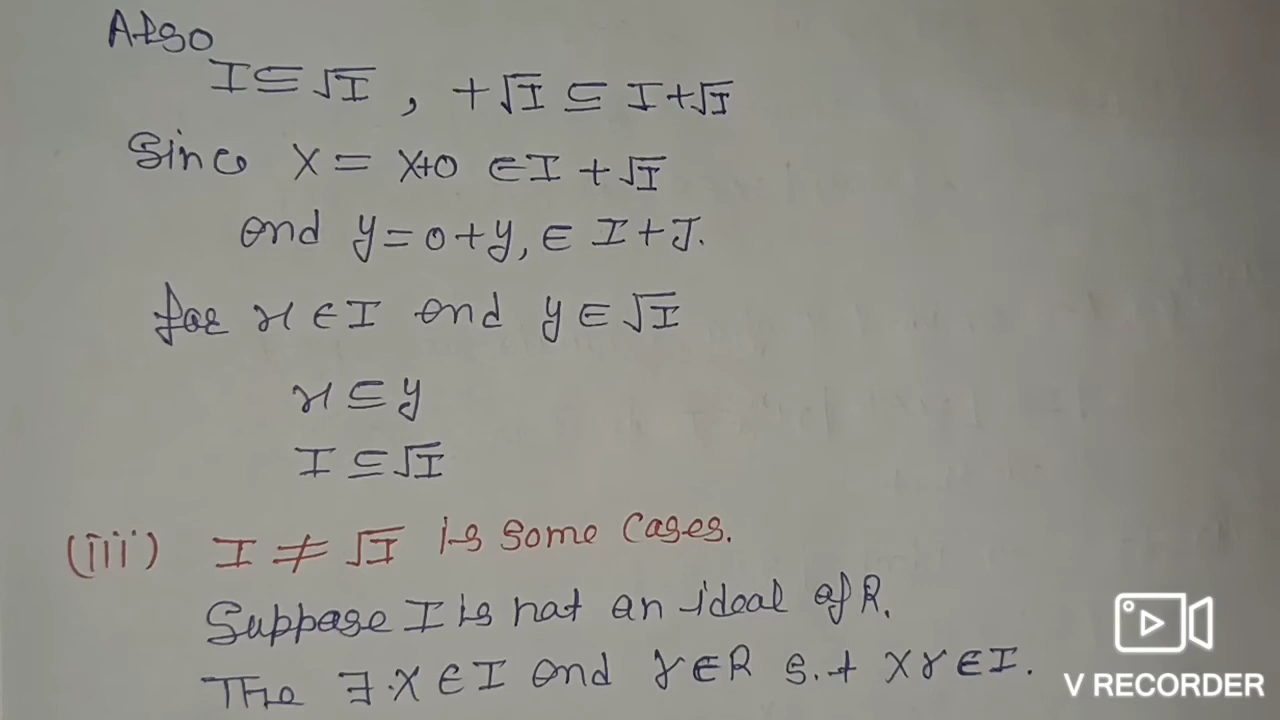 Also
I ⊆ √I , +√I ⊆ I+√I
Since X = X+0 ∈ I + √I
and y = 0+y, ∈ I+J.
for x ∈ I and y ∈ √I
x ⊆ y
I ⊆ √I
(iii) I ≠ √I is some cases.
Suppose I is not an ideal of R.
The ∃ . X ∈ I and r ∈ R s.t Xr ∈ I.
V RECORDER